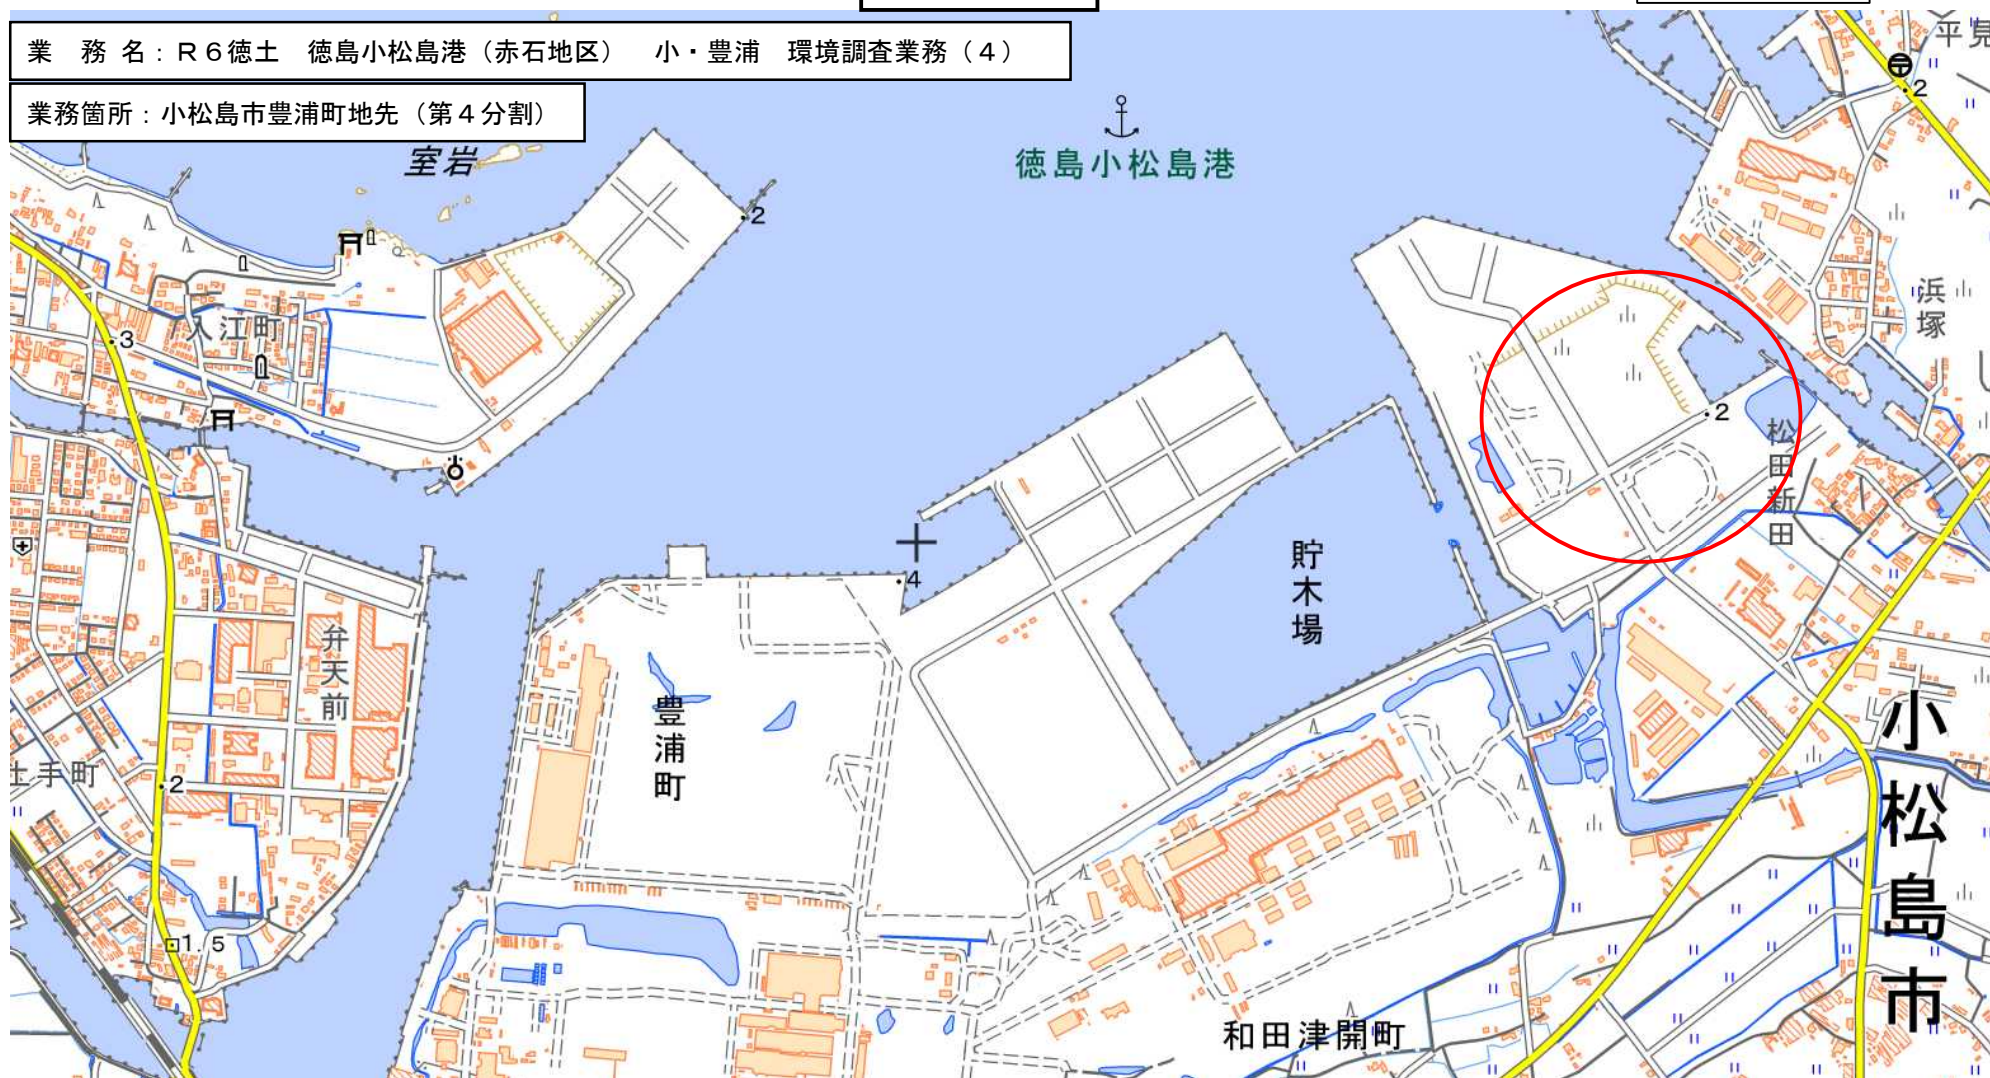 業　務 名：Ｒ６徳土　徳島小松島港（赤石地区）　小・豊浦　環境調査業務（４）
業務箇所：小松島市豊浦町地先（第４分割）
平見
2
室岩
徳島小松島港
2
浜塚
入江町
3
2
松田新田
貯木場
4
弁天前
豊浦町
土手町
2
小松島市
1.5
和田津開町